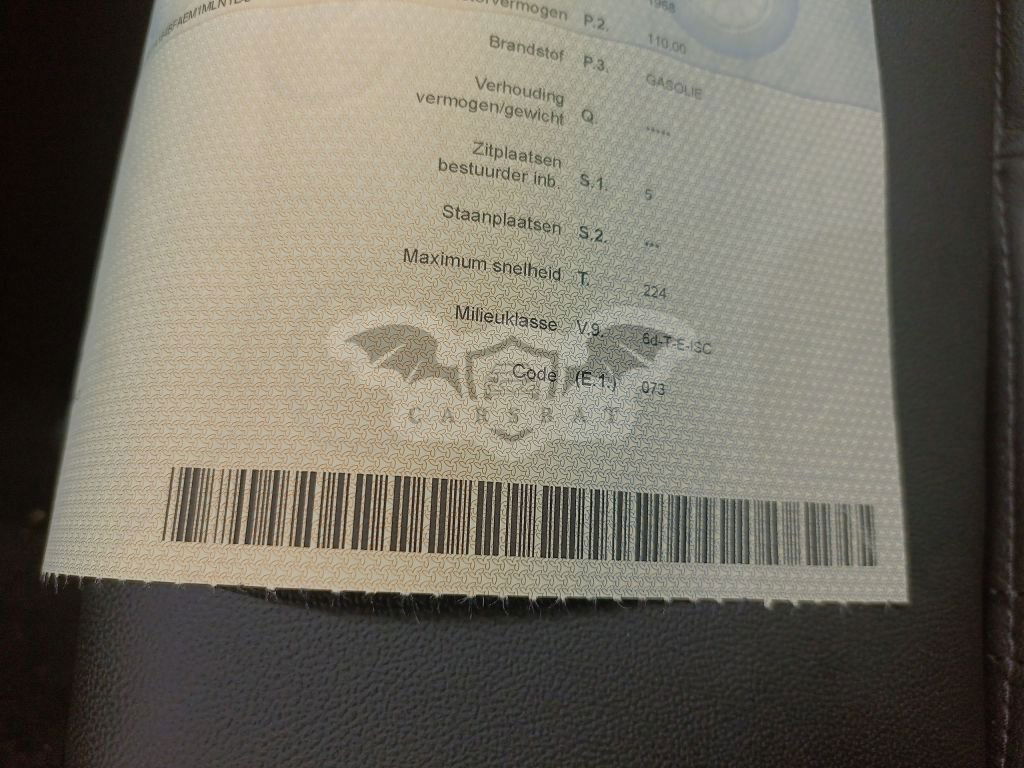 1968
P.2. 110.00
Brandstof P.3. GASOLIE
Verhouding
vermogen/gewicht Q. .....
Zitplaatsen
bestuurder inb. S.1. 5
Staanplaatsen S.2. ...
Maximum snelheid T. 224
Milieuklasse V.9. 6d-T-E-ISC
Code (E.1.) 073
CARSRAT